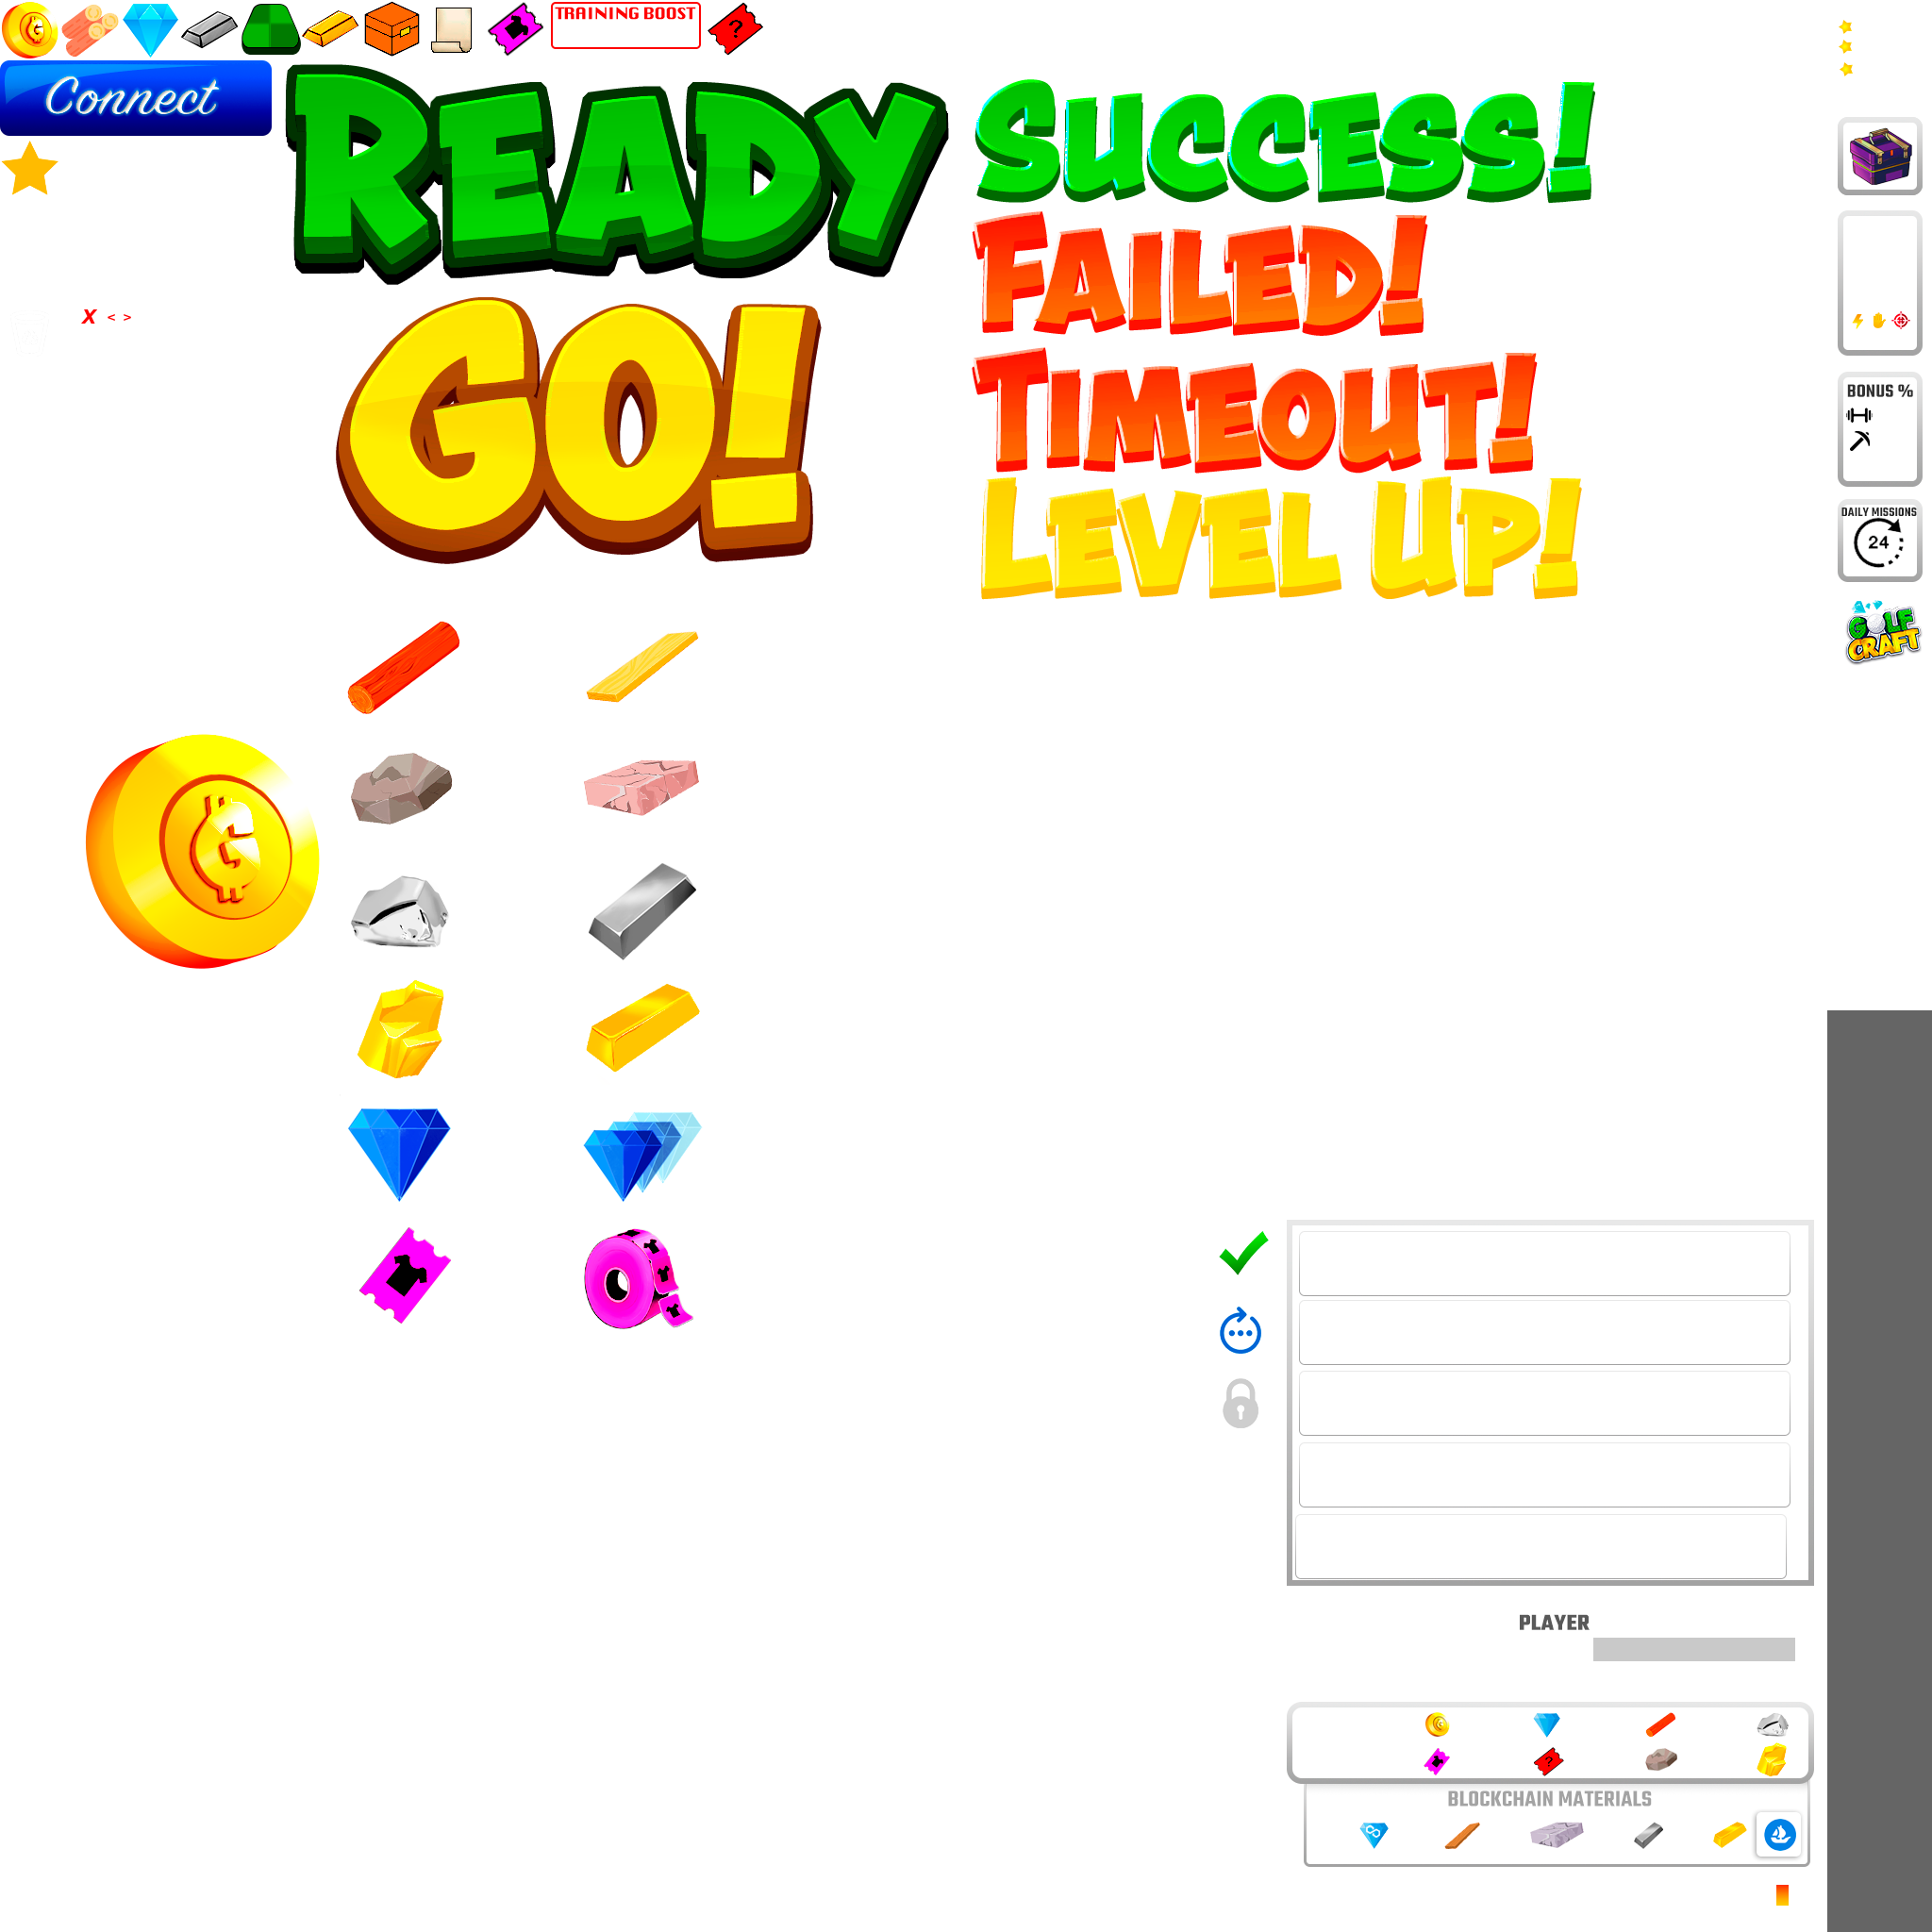 TRAINING BOOST
?
Connect
READY
SUCCESS!
FAILED!
X < >
GO!
TIMEOUT!
BONUS %
LEVEL UP!
DAILY MISSIONS
24
GOLF
CRAFT
PLAYER
?
BLOCKCHAIN MATERIALS